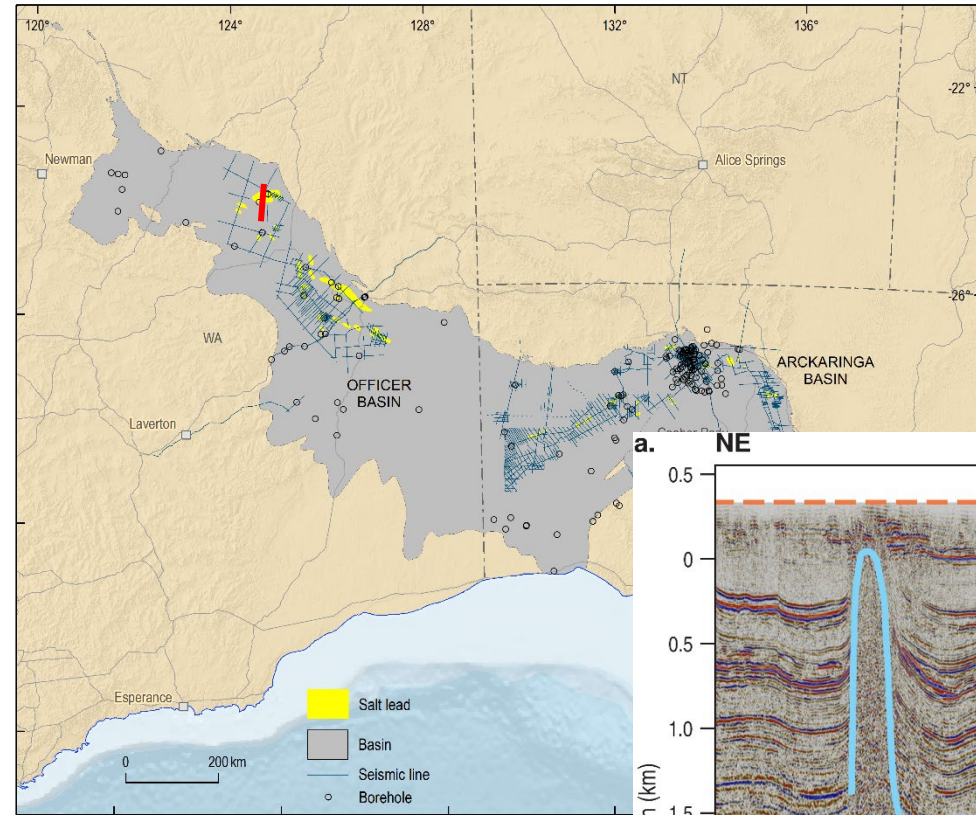 120°
124°
128°
132°
136°
NT
-22°
Newman
Alice Springs
-26°
WA
ARCKARINGA
BASIN
OFFICER
BASIN
Laverton
a. NE
0.5
0
0.5
1.0
1.5
(km)
Esperance
Salt lead
Basin
Seismic line
Borehole
0 200 km